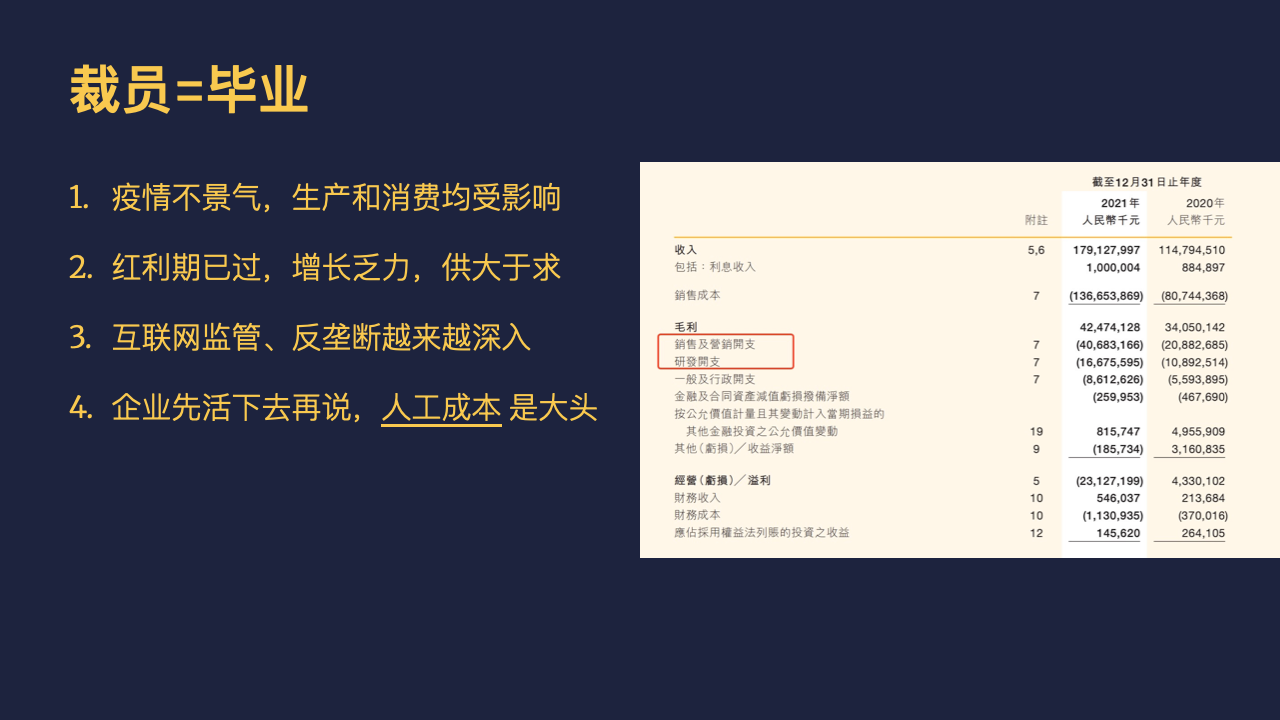 裁员=毕业
1. 疫情不景气，生产和消费均受影响
2. 红利期已过，增长乏力，供大于求
3. 互联网监管、反垄断越来越深入
4. 企业先活下去再说，人工成本 是大头
截至12月31日止年度
2021年 2020年
附註 人民幣千元 人民幣千元
收入 5,6 179,127,997 114,794,510
包括：利息收入 1,000,004 884,897
銷售成本 7 (136,653,869) (80,744,368)
毛利 42,474,128 34,050,142
銷售及營銷開支 7 (40,683,166) (20,882,685)
研發開支 7 (16,675,595) (10,892,514)
一般及行政開支 7 (8,612,626) (5,593,895)
金融及合同資產減值虧損撥備淨額 (259,953) (467,690)
按公允價值計量且其變動計入當期損益的
其他金融投資之公允價值變動 19 815,747 4,955,909
其他（虧損）／收益淨額 9 (185,734) 3,160,835
經營（虧損）／溢利 5 (23,127,199) 4,330,102
財務收入 10 546,037 213,684
財務成本 10 (1,130,935) (370,016)
應佔採用權益法列賬的投資之收益 12 145,620 264,105